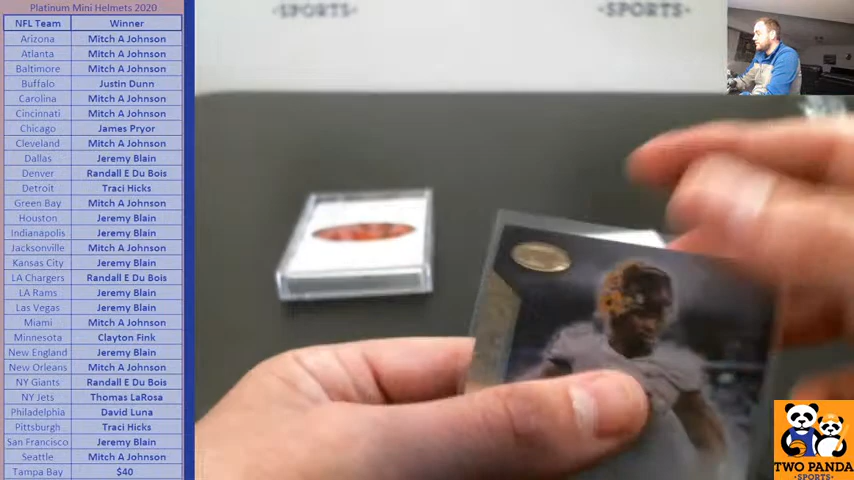 Platinum Mini Helmets 2020
NFL Team Winner
Arizona Mitch A Johnson
Atlanta Mitch A Johnson
Baltimore Mitch A Johnson
Buffalo Justin Dunn
Carolina Mitch A Johnson
Cincinnati Mitch A Johnson
Chicago James Pryor
Cleveland Mitch A Johnson
Dallas Jeremy Blain
Denver Randall E Du Bois
Detroit Traci Hicks
Green Bay Mitch A Johnson
Houston Jeremy Blain
Indianapolis Jeremy Blain
Jacksonville Mitch A Johnson
Kansas City Jeremy Blain
LA Chargers Randall E Du Bois
LA Rams Jeremy Blain
Las Vegas Jeremy Blain
Miami Mitch A Johnson
Minnesota Clayton Fink
New England Jeremy Blain
New Orleans Mitch A Johnson
NY Giants Randall E Du Bois
NY Jets Thomas LaRosa
Philadelphia David Luna
Pittsburgh Traci Hicks
San Francisco Jeremy Blain
Seattle Mitch A Johnson
Tampa Bay $40
·SPORTS·
·SPORTS·
TWO PANDA
·SPORTS·